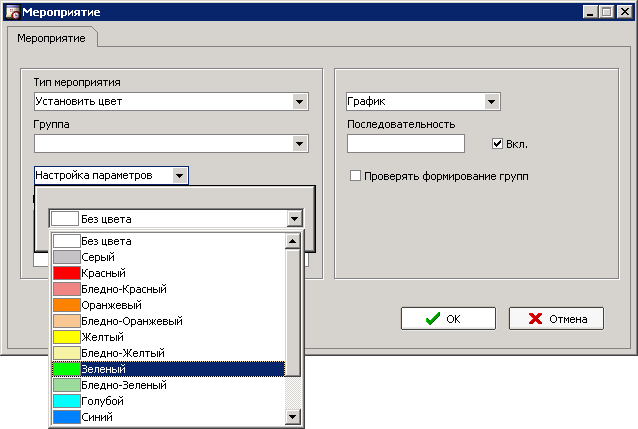 Мероприятие
Мероприятие
Тип мероприятия
Установить цвет
Группа
Настройка параметров
График
Последовательность
Вкл.
Проверять формирование групп
Без цвета
Без цвета
Серый
Красный
Бледно-Красный
Оранжевый
Бледно-Оранжевый
Желтый
Бледно-Желтый
Зеленый
Бледно-Зеленый
Голубой
Синий
OK
Отмена